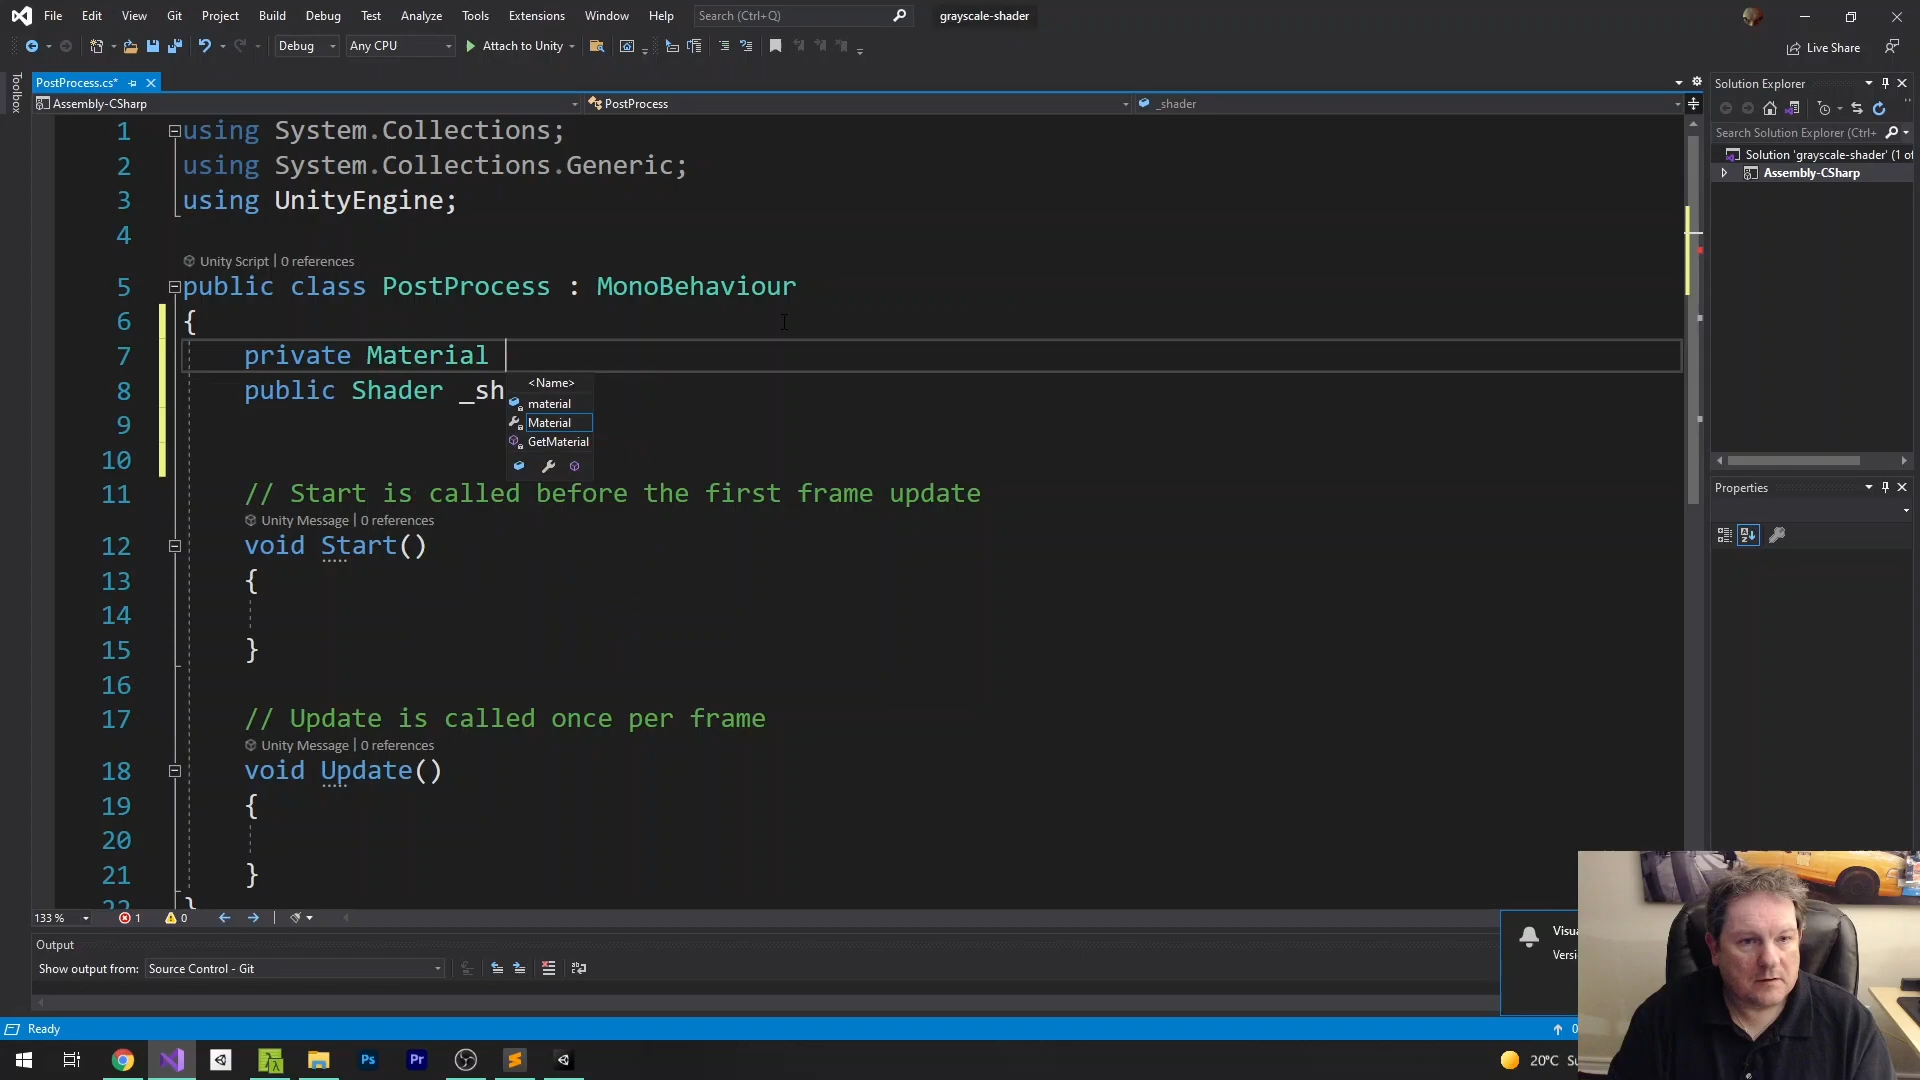 File Edit View Git Project Build Debug Test Analyze Tools Extensions Window Help Search (Ctrl+Q) grayscale-shader
Debug Any CPU Attach to Unity Live Share
Toolbox
PostProcess.cs*
Assembly-CSharp PostProcess _shader
1 using System.Collections;
2 using System.Collections.Generic;
3 using UnityEngine;
4
Unity Script | 0 references
5 public class PostProcess : MonoBehaviour
6 {
7 private Material
8 public Shader _sh
<Name>
material
Material
GetMaterial
9
10
11 // Start is called before the first frame update
Unity Message | 0 references
12 void Start()
13 {
14
15 }
16
17 // Update is called once per frame
Unity Message | 0 references
18 void Update()
19 {
20
21 }
22 }
133 % 1 0
Output
Show output from: Source Control - Git
Ready
Solution Explorer
Search Solution Explorer (Ctrl+
Solution 'grayscale-shader' (1 of
Assembly-CSharp
Properties
Visua
Versi
0
Ps Pr
20°C Su